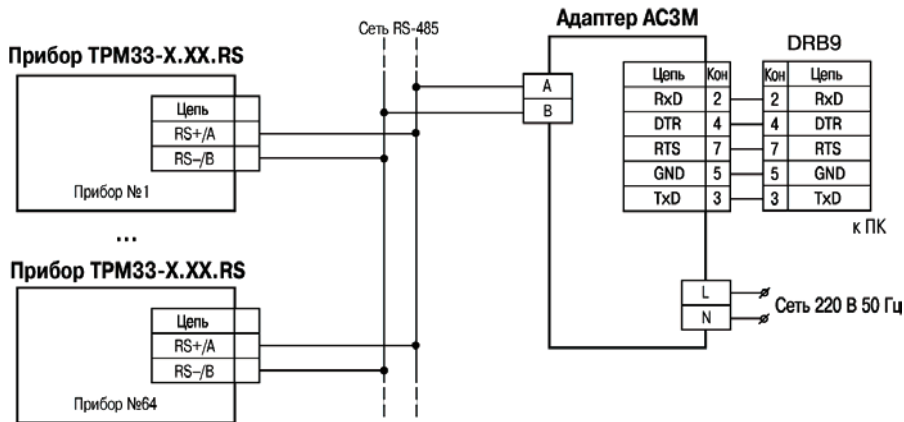 Адаптер АС3М
Сеть RS-485
Прибор ТРМ33-Х.ХХ.RS
DRB9
Цепь
RS+/A
RS–/B
Прибор №1
A
B
Цепь Кон Кон Цепь
RxD 2 2 RxD
DTR 4 4 DTR
RTS 7 7 RTS
GND 5 5 GND
TxD 3 3 TxD
к ПК
...
Прибор ТРМ33-Х.ХХ.RS
Цепь
RS+/A
RS–/B
Прибор №64
L
N
Сеть 220 В 50 Гц